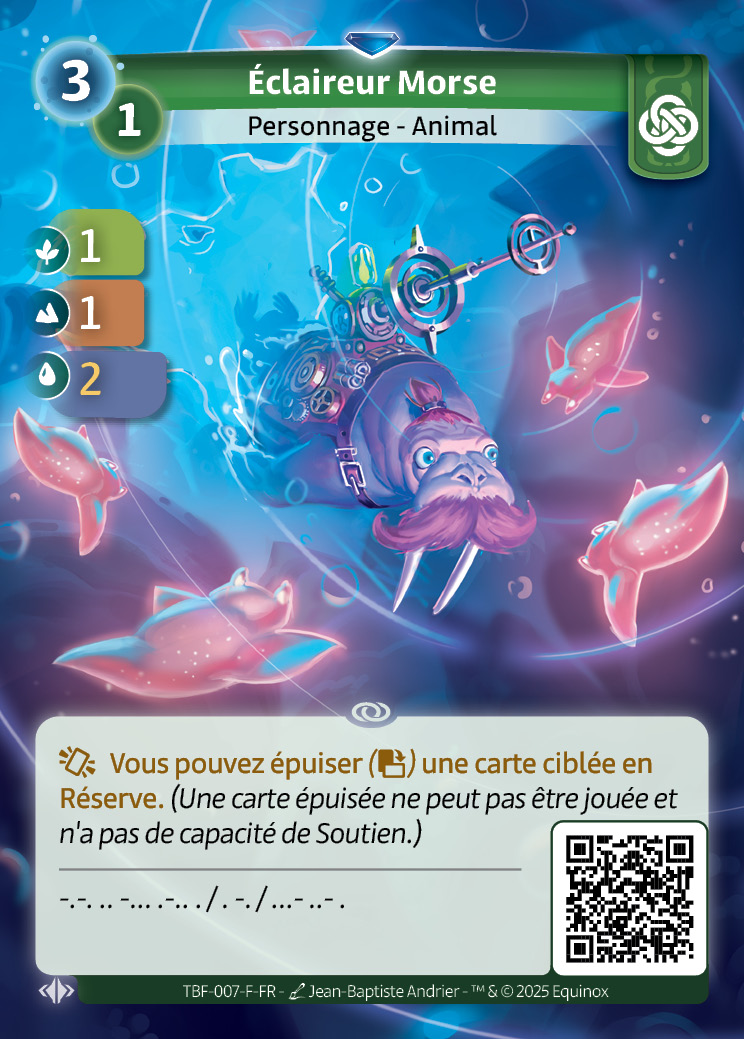 3
Éclaireur Morse
1
Personnage - Animal
1
1
2
Vous pouvez épuiser () une carte ciblée en
Réserve. (Une carte épuisée ne peut pas être jouée et
n'a pas de capacité de Soutien.)
-.-. .. -... .-.. . / . -. / ...- ..- .
TBF-007-F-FR - Jean-Baptiste Andrier - ™ & © 2025 Equinox